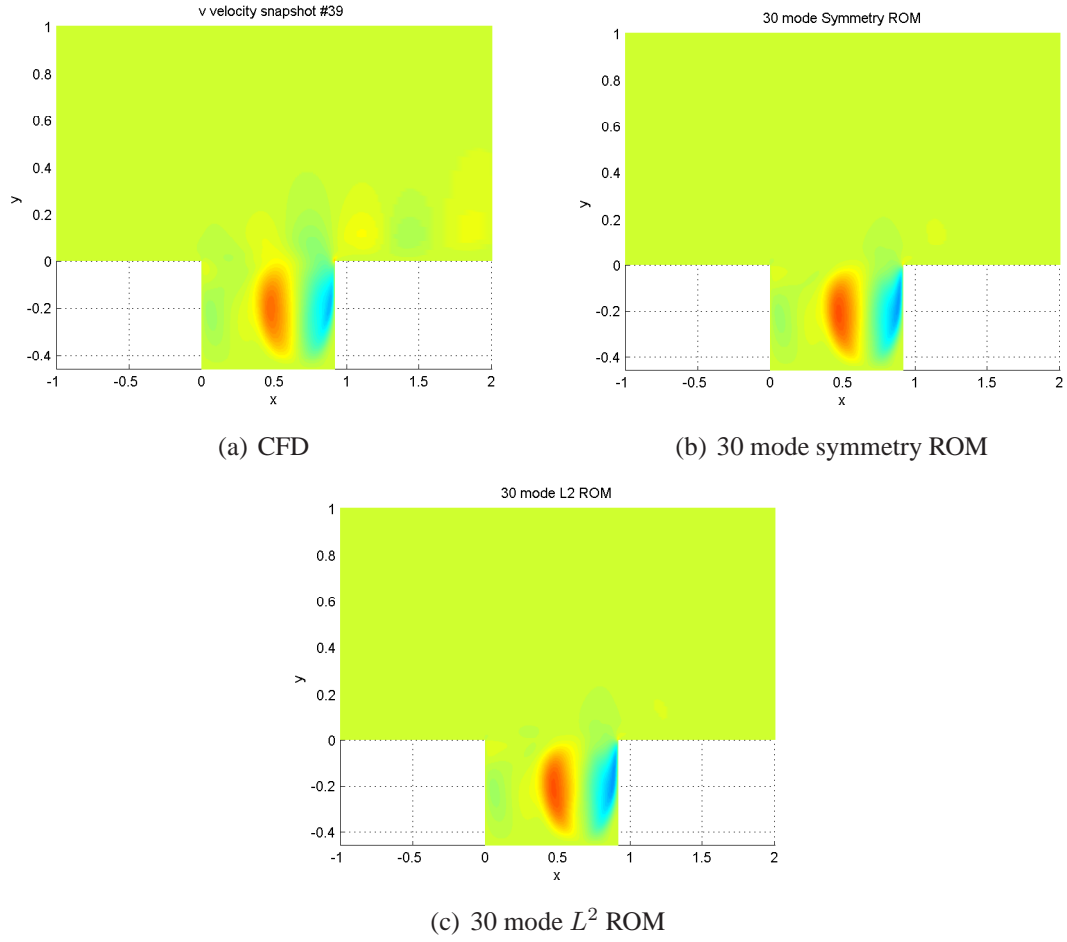 v velocity snapshot #39
1
0.8
0.6
0.4
0.2
0
-0.2
-0.4
y
-1 -0.5 0 0.5 1 1.5 2
x
(a) CFD
30 mode Symmetry ROM
1
0.8
0.6
0.4
0.2
0
-0.2
-0.4
y
-1 -0.5 0 0.5 1 1.5 2
x
(b) 30 mode symmetry ROM
30 mode L2 ROM
1
0.8
0.6
0.4
0.2
0
-0.2
-0.4
y
-1 -0.5 0 0.5 1 1.5 2
x
(c) 30 mode L² ROM